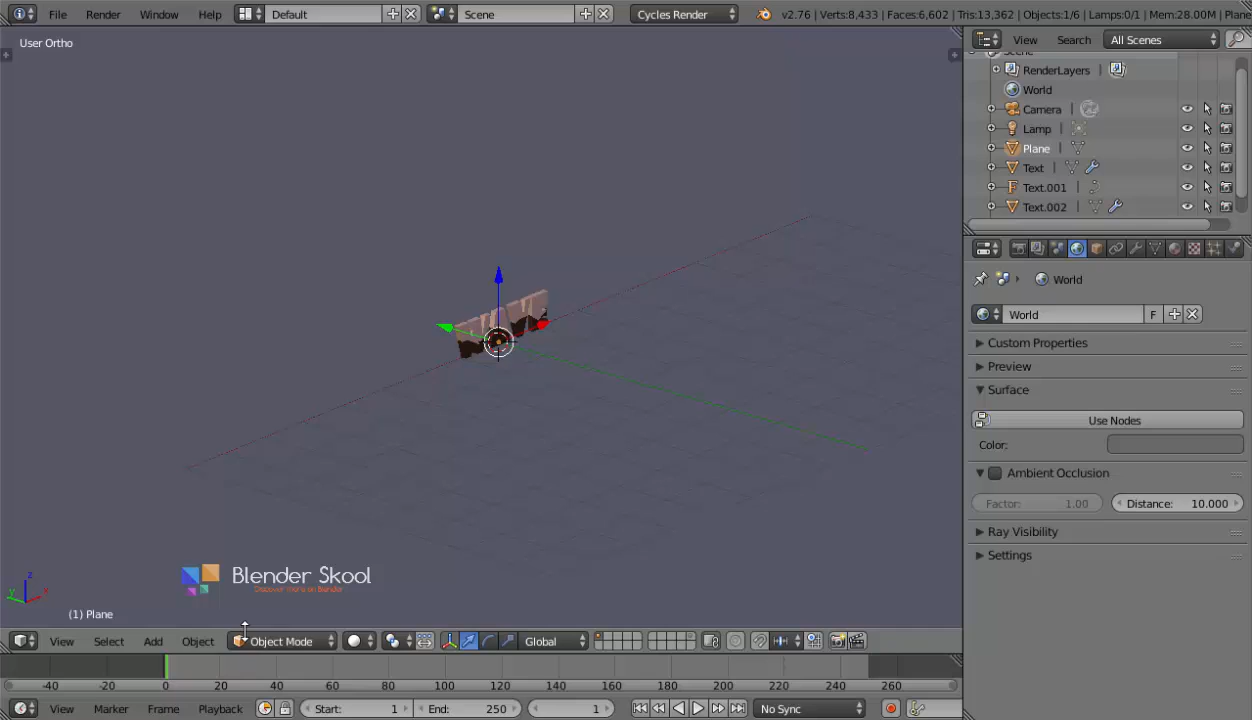 File Render Window Help Default Scene Cycles Render v2.76 | Verts:8,433 | Faces:6,602 | Tris:13,362 | Objects:1/6 | Lamps:0/1 | Mem:28.00M | Plane
User Ortho
View Search All Scenes
Scene
RenderLayers
World
Camera
Lamp
Plane
Text
Text.001
Text.002
World
World F
Custom Properties
Preview
Surface
Use Nodes
Color:
Ambient Occlusion
Factor: 1.00 Distance: 10.000
Ray Visibility
Settings
Blender Skool
Discover more on Blender
z
y x
(1) Plane
View Select Add Object Object Mode Global
-40 -20 0 20 40 60 80 100 120 140 160 180 200 220 240 260
View Marker Frame Playback Start: 1 End: 250 1 No Sync